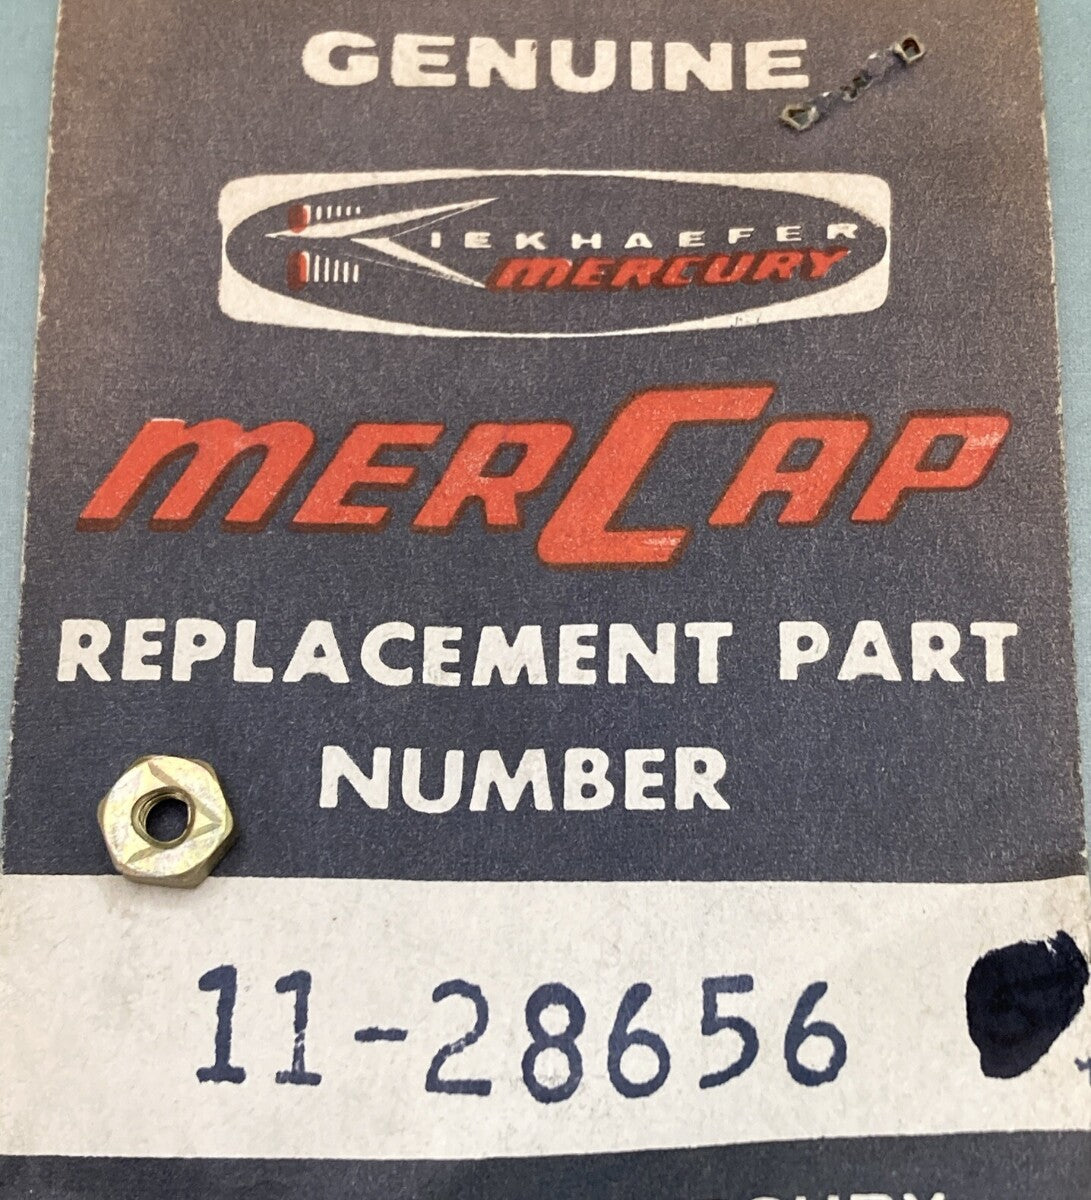 GENUINE
KIEKHAEFER
MERCURY
MERCAP
REPLACEMENT PART
NUMBER
11-28656